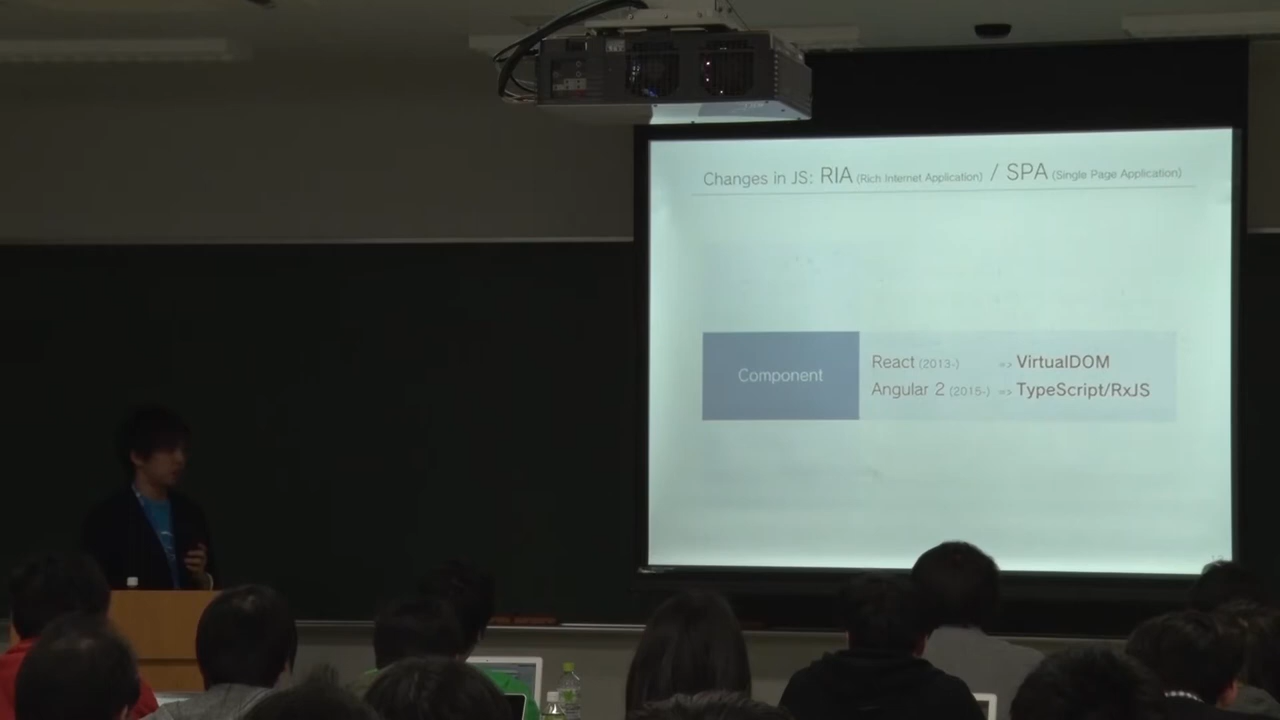 Changes in JS: RIA (Rich Internet Application) / SPA (Single Page Application)
Component
React (2013-) => VirtualDOM
Angular 2 (2015-) => TypeScript/RxJS